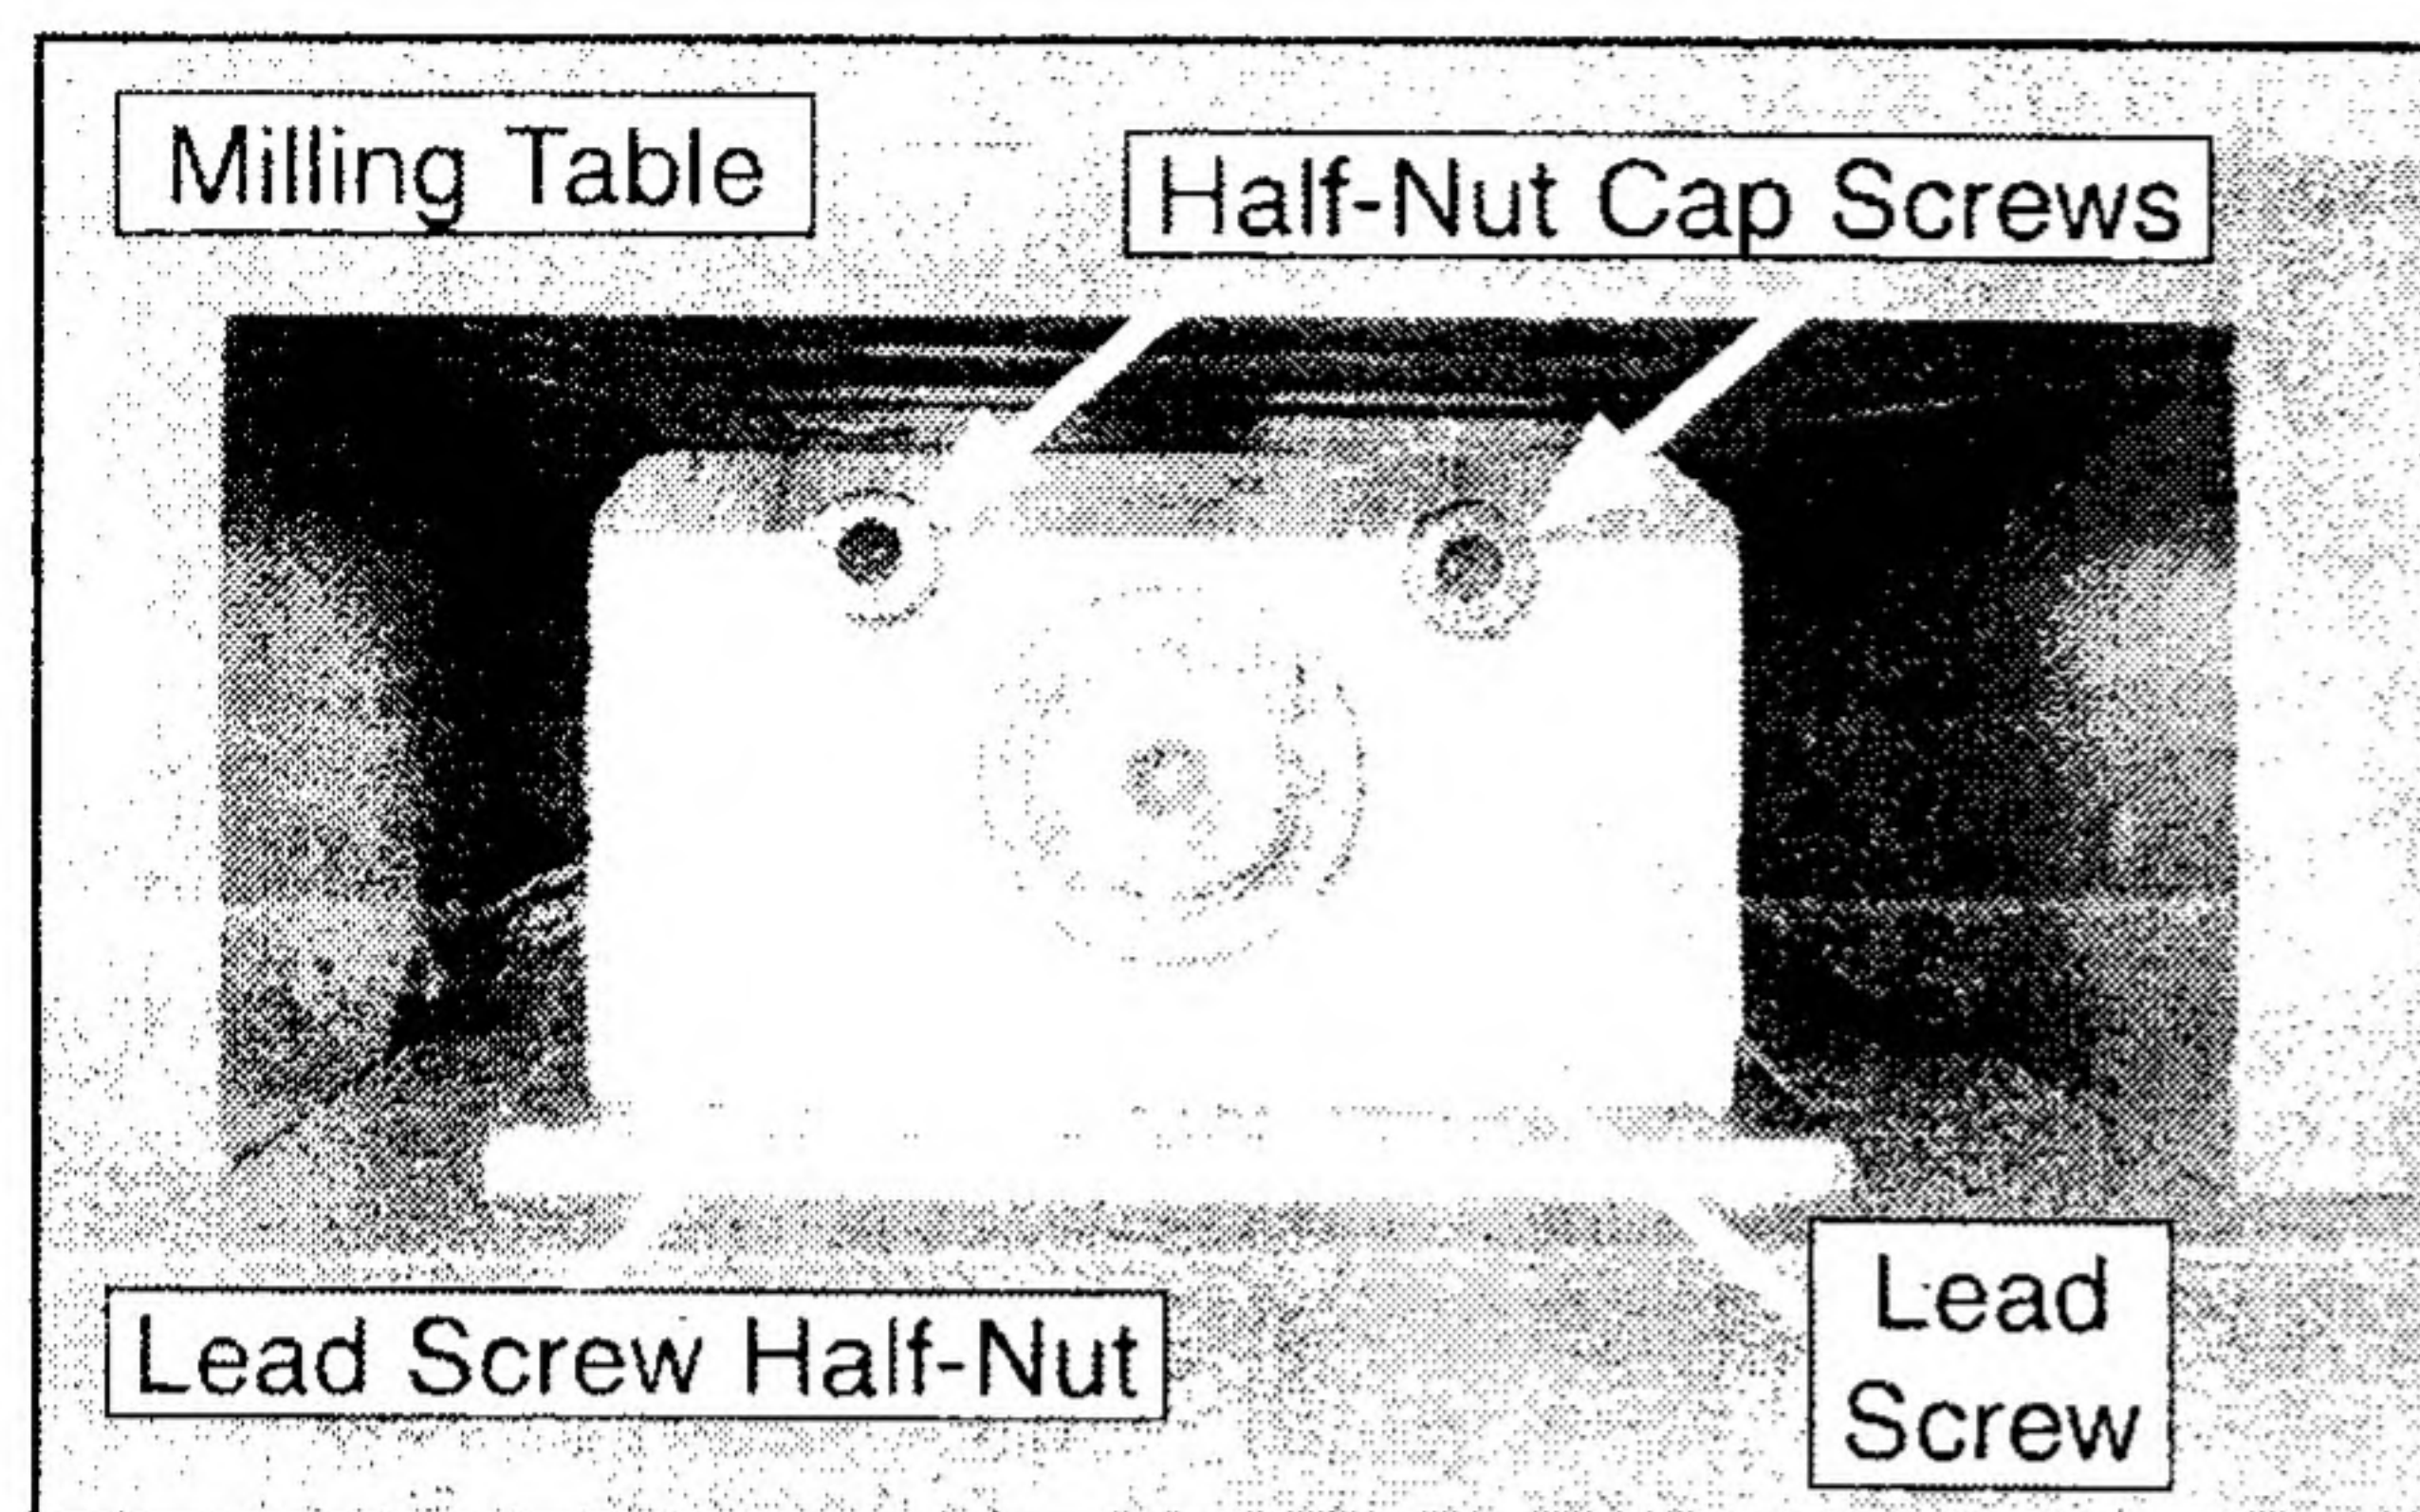 Milling Table
Half-Nut Cap Screws
Lead Screw Half-Nut
Lead
Screw